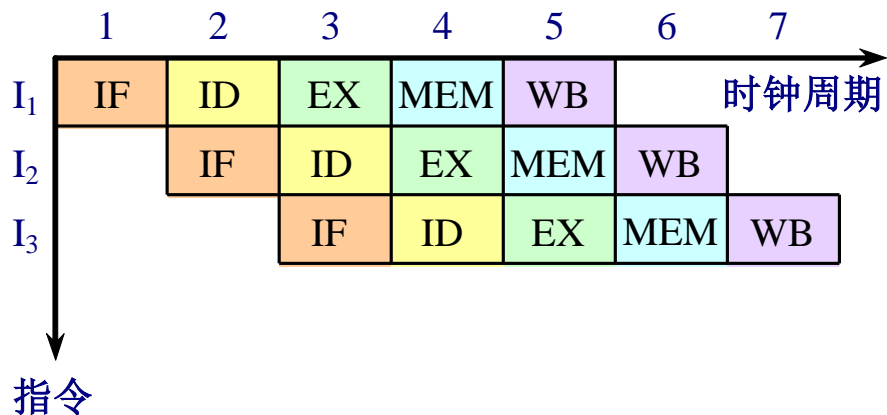 1 2 3 4 5 6 7
时钟周期
I₁ IF ID EX MEM WB
I₂ IF ID EX MEM WB
I₃ IF ID EX MEM WB
指令